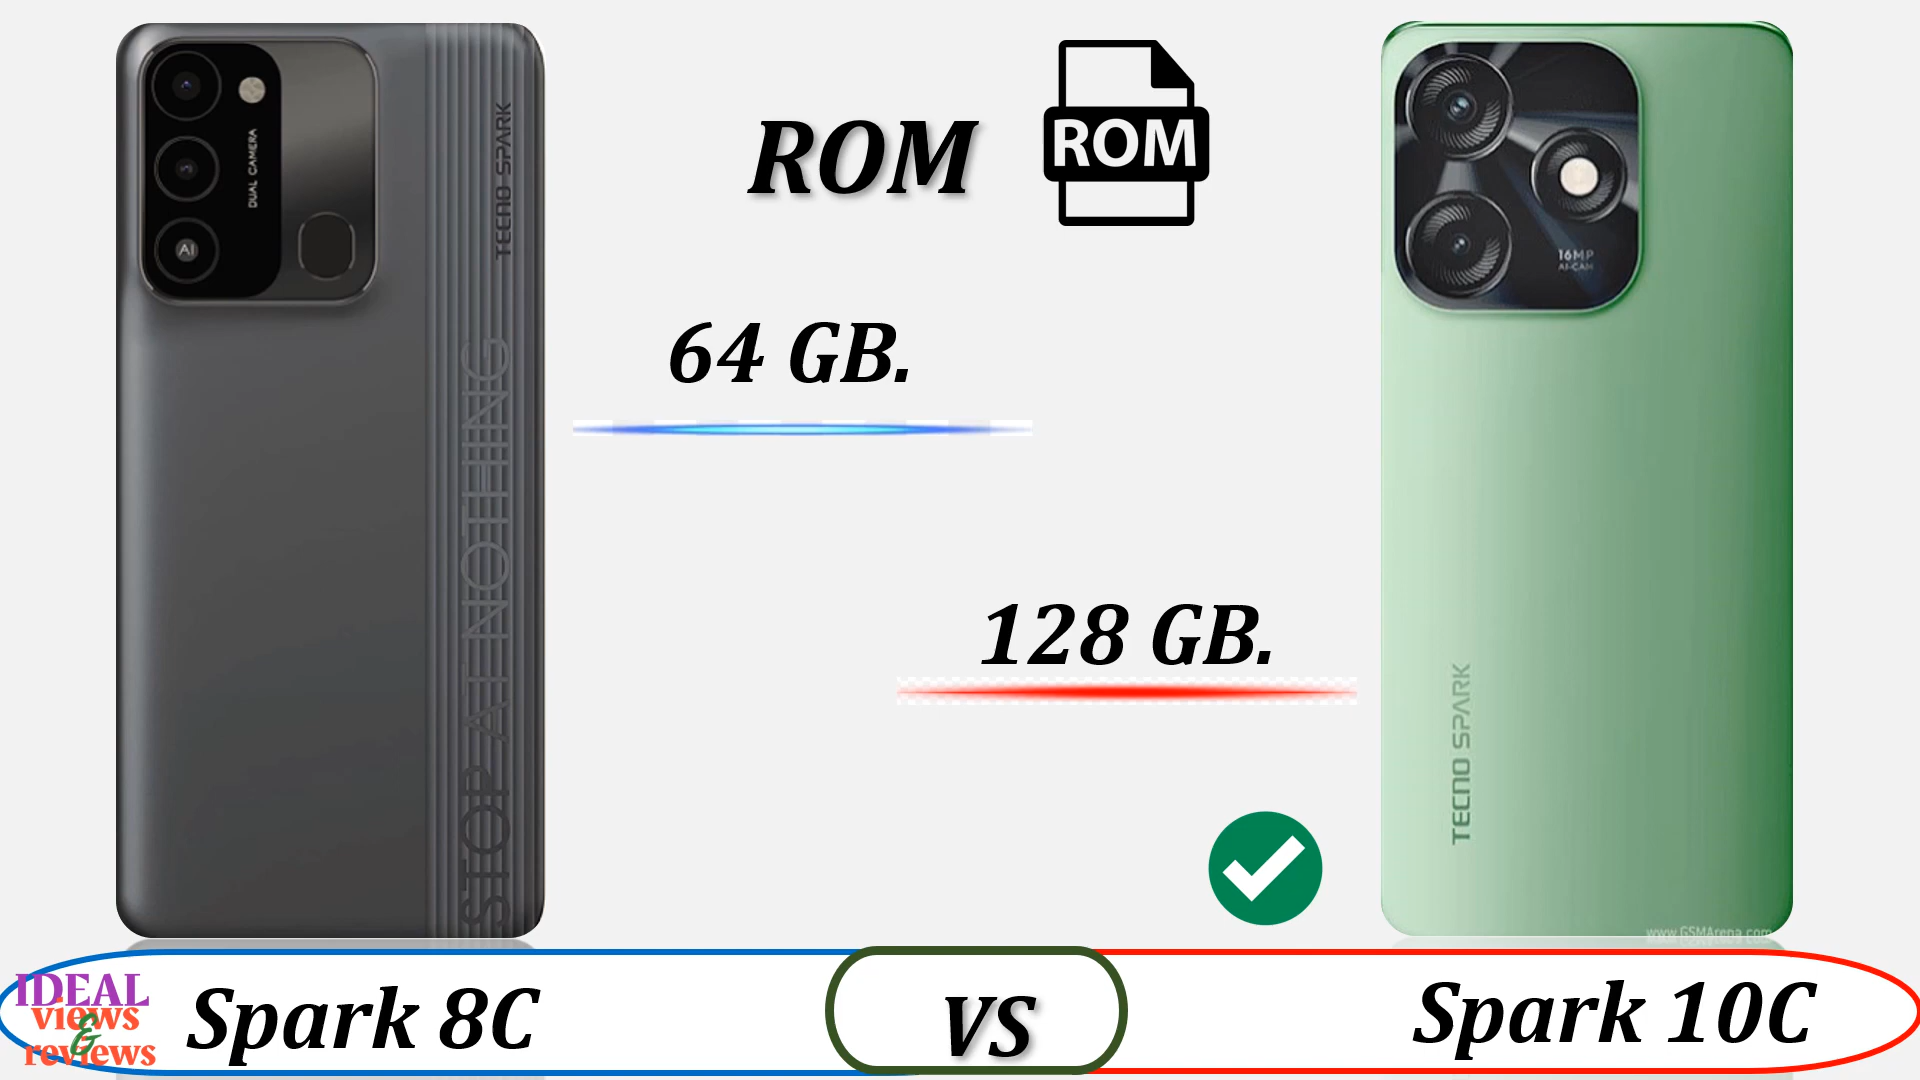 DUAL CAMERA
AI
TECNO SPARK
STOP AT NOTHING
ROM
ROM
64 GB.
128 GB.
16MP
AI-CAM
TECNO SPARK
www.GSMArena.com
IDEAL
views
&
reviews
Spark 8C
VS
Spark 10C